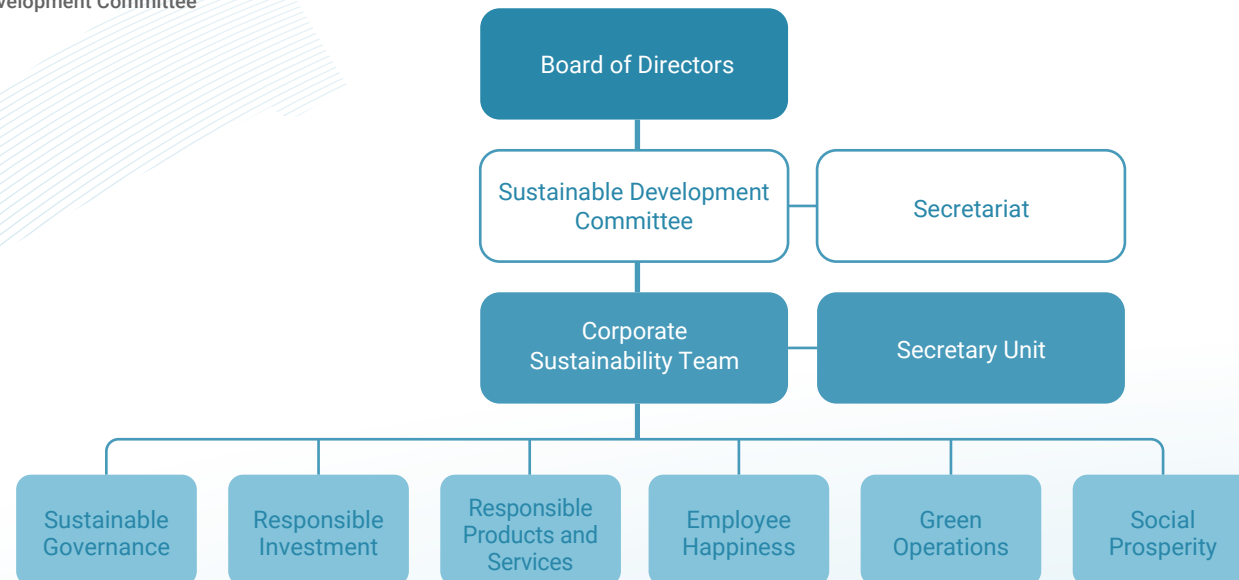 Development Committee
Board of Directors
Sustainable Development
Committee
Secretariat
Corporate
Sustainability Team
Secretary Unit
Sustainable
Governance
Responsible
Investment
Responsible
Products and
Services
Employee
Happiness
Green
Operations
Social
Prosperity